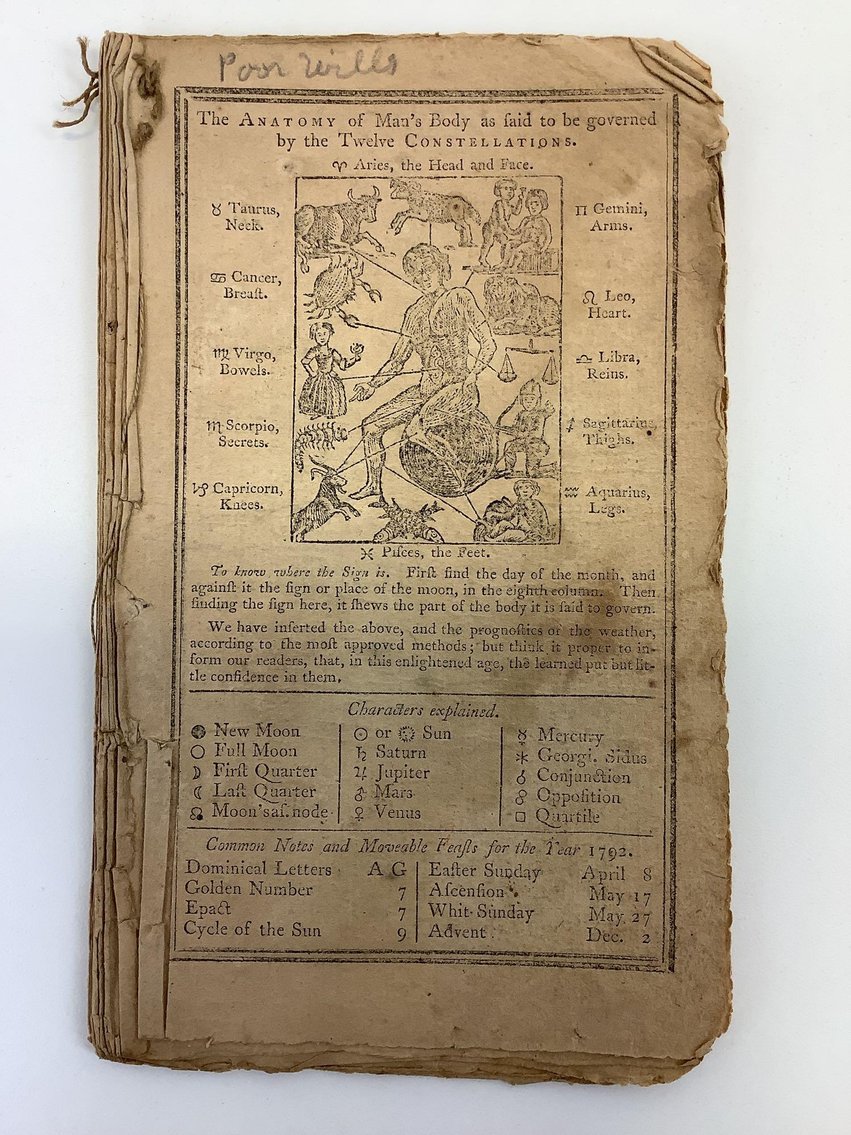 Poor Wills
The ANATOMY of Man's Body as ſaid to be governed
by the Twelve CONSTELLATIONS.
♈ Aries, the Head and Face.
♉ Taurus,
Neck.
♊ Gemini,
Arms.
♋ Cancer,
Breaſt.
♌ Leo,
Heart.
♍ Virgo,
Bowels.
♎ Libra,
Reins.
♏ Scorpio,
Secrets.
♐ Sagittarius,
Thighs.
♑ Capricorn,
Knees.
♒ Aquarius,
Legs.
♓ Piſces, the Feet.
To know where the Sign is. Firſt find the day of the month, and
againſt it the ſign or place of the moon, in the eighth column. Then
finding the ſign here, it ſhews the part of the body it is ſaid to govern.
We have inſerted the above, and the prognoſtics of the weather,
according to the moſt approved methods; but think it proper to in-
form our readers, that, in this enlightened age, the learned put but lit-
tle confidence in them.
Characters explained.
● New Moon
○ Full Moon
☽ Firſt Quarter
☾ Laſt Quarter
☊ Moon's aſ. node
☉ or ☼ Sun
♄ Saturn
♃ Jupiter
♂ Mars
♀ Venus
☿ Mercury
⚹ Georgi. Sidus
☌ Conjunction
☍ Oppoſition
□ Quartile
Common Notes and Moveable Feaſts for the Year 1792.
Dominical Letters A G
Golden Number 7
Epact 7
Cycle of the Sun 9
Eaſter Sunday April 8
Aſcenſion May 17
Whit-Sunday May 27
Advent Dec. 2